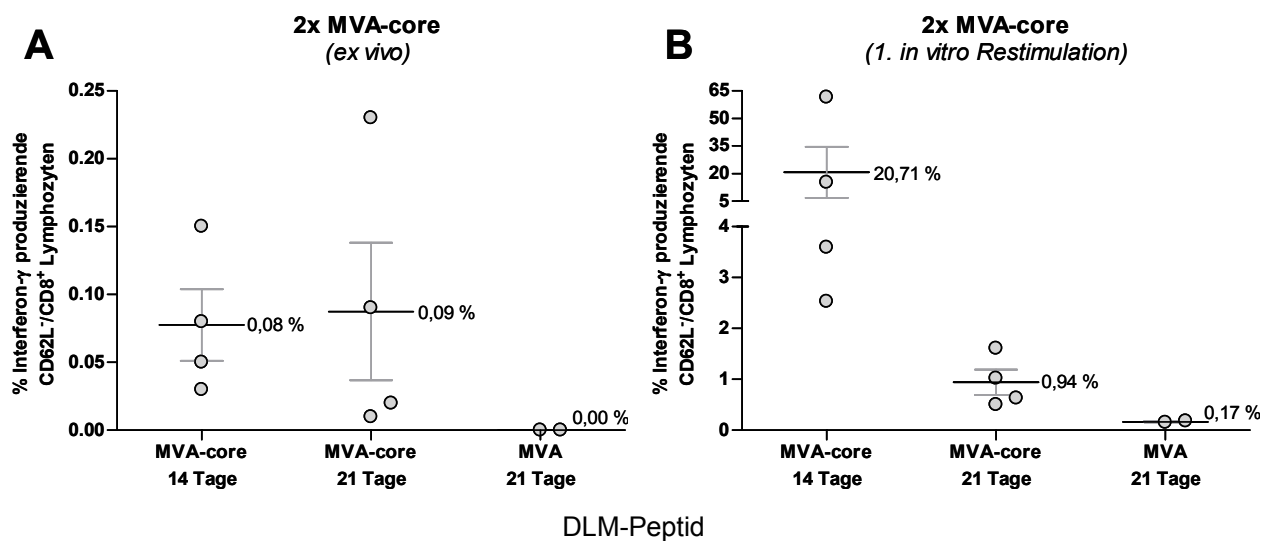 A
2x MVA-core
(ex vivo)
% Interferon-γ produzierende
CD62L⁻/CD8⁺ Lymphozyten
0.25
0.20
0.15
0.10
0.05
0.00
0,08 %
0,09 %
0,00 %
MVA-core
14 Tage
MVA-core
21 Tage
MVA
21 Tage
B
2x MVA-core
(1. in vitro Restimulation)
% Interferon-γ produzierende
CD62L⁻/CD8⁺ Lymphozyten
65
50
35
20
5
4
3
2
1
0
20,71 %
0,94 %
0,17 %
MVA-core
14 Tage
MVA-core
21 Tage
MVA
21 Tage
DLM-Peptid